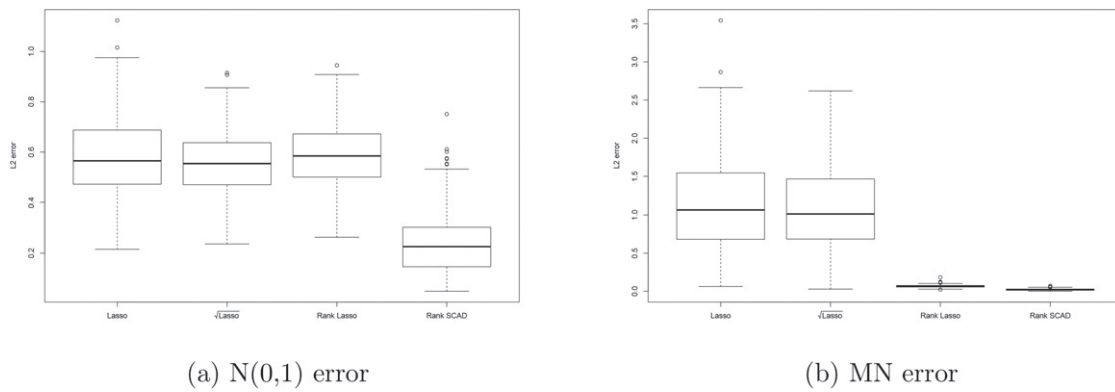 L2 error
1.0
0.8
0.6
0.4
0.2
Lasso √Lasso Rank Lasso Rank SCAD
(a) N(0,1) error
L2 error
3.5
3.0
2.5
2.0
1.5
1.0
0.5
0.0
Lasso √Lasso Rank Lasso Rank SCAD
(b) MN error